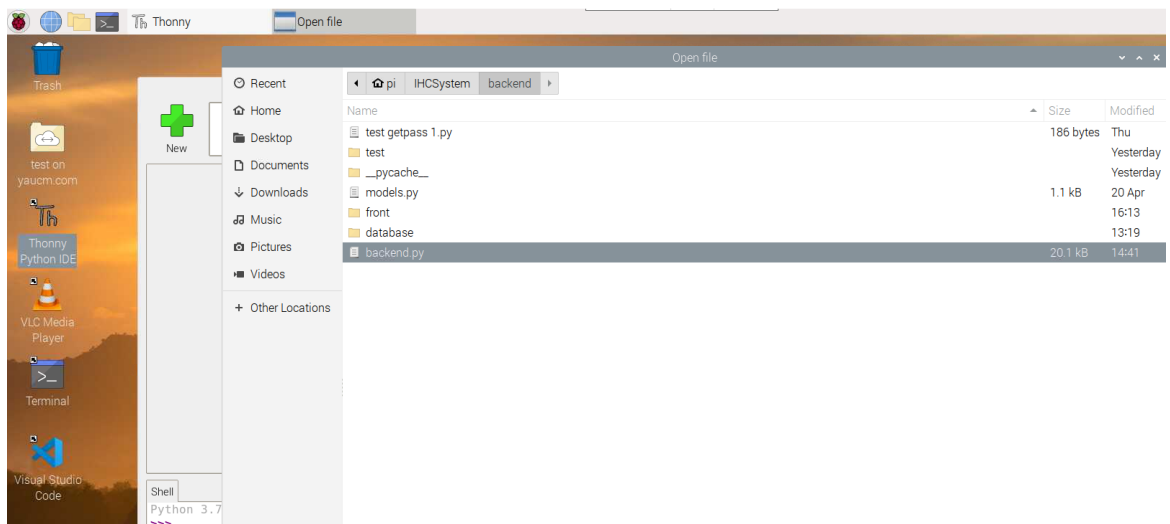 Thonny
Open file
Open file
Trash
test on
yaucm.com
Thonny
Python IDE
VLC Media
Player
Terminal
Visual Studio
Code
New
Shell
Python 3.7
>>>
Recent
Home
Desktop
Documents
Downloads
Music
Pictures
Videos
+ Other Locations
pi IHCSystem backend
Name Size Modified
test getpass 1.py 186 bytes Thu
test Yesterday
__pycache__ Yesterday
models.py 1.1 kB 20 Apr
front 16:13
database 13:19
backend.py 20.1 kB 14:41